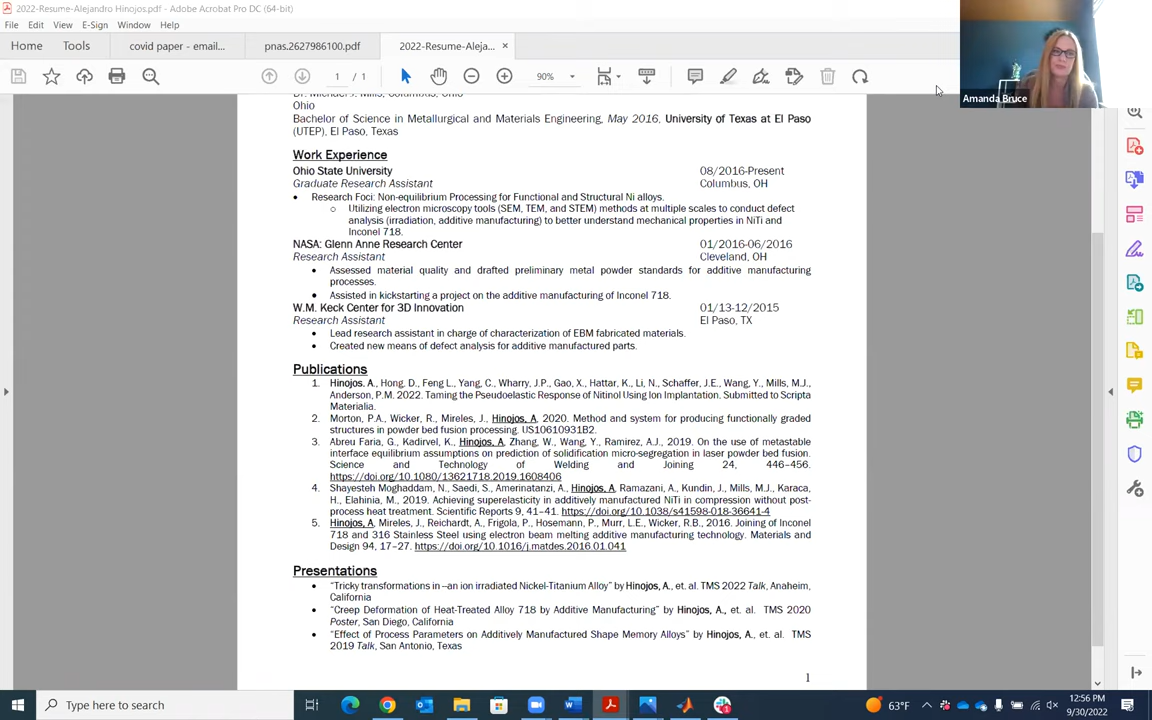 2022-Resume-Alejandro Hinojos.pdf - Adobe Acrobat Pro DC (64-bit)
File Edit View E-Sign Window Help
Home Tools covid paper - email... pnas.2627986100.pdf 2022-Resume-Aleja... ×
1 / 1 90%
Amanda Bruce
Dr. Michael J. Mills, Columbus, Ohio
Ohio
Bachelor of Science in Metallurgical and Materials Engineering, May 2016, University of Texas at El Paso
(UTEP), El Paso, Texas
Work Experience
Ohio State University 08/2016-Present
Graduate Research Assistant Columbus, OH
• Research Foci: Non-equilibrium Processing for Functional and Structural Ni alloys.
o Utilizing electron microscopy tools (SEM, TEM, and STEM) methods at multiple scales to conduct defect
analysis (irradiation, additive manufacturing) to better understand mechanical properties in NiTi and
Inconel 718.
NASA: Glenn Anne Research Center 01/2016-06/2016
Research Assistant Cleveland, OH
• Assessed material quality and drafted preliminary metal powder standards for additive manufacturing
processes.
• Assisted in kickstarting a project on the additive manufacturing of Inconel 718.
W.M. Keck Center for 3D Innovation 01/13-12/2015
Research Assistant El Paso, TX
• Lead research assistant in charge of characterization of EBM fabricated materials.
• Created new means of defect analysis for additive manufactured parts.
Publications
1. Hinojos. A., Hong, D., Feng L., Yang, C., Wharry, J.P., Gao, X., Hattar, K., Li, N., Schaffer, J.E., Wang, Y., Mills, M.J.,
Anderson, P.M. 2022. Taming the Pseudoelastic Response of Nitinol Using Ion Implantation. Submitted to Scripta
Materialia.
2. Morton, P.A., Wicker, R., Mireles, J., Hinojos, A, 2020. Method and system for producing functionally graded
structures in powder bed fusion processing. US10610931B2.
3. Abreu Faria, G., Kadirvel, K., Hinojos, A, Zhang, W., Wang, Y., Ramirez, A.J., 2019. On the use of metastable
interface equilibrium assumptions on prediction of solidification micro-segregation in laser powder bed fusion.
Science and Technology of Welding and Joining 24, 446–456.
https://doi.org/10.1080/13621718.2019.1608406
4. Shayesteh Moghaddam, N., Saedi, S., Amerinatanzi, A., Hinojos, A, Ramazani, A., Kundin, J., Mills, M.J., Karaca,
H., Elahinia, M., 2019. Achieving superelasticity in additively manufactured NiTi in compression without post-
process heat treatment. Scientific Reports 9, 41–41. https://doi.org/10.1038/s41598-018-36641-4
5. Hinojos, A, Mireles, J., Reichardt, A., Frigola, P., Hosemann, P., Murr, L.E., Wicker, R.B., 2016. Joining of Inconel
718 and 316 Stainless Steel using electron beam melting additive manufacturing technology. Materials and
Design 94, 17–27. https://doi.org/10.1016/j.matdes.2016.01.041
Presentations
• “Tricky transformations in –an ion irradiated Nickel-Titanium Alloy” by Hinojos, A., et. al. TMS 2022 Talk, Anaheim,
California
• “Creep Deformation of Heat-Treated Alloy 718 by Additive Manufacturing” by Hinojos, A., et. al. TMS 2020
Poster, San Diego, California
• “Effect of Process Parameters on Additively Manufactured Shape Memory Alloys” by Hinojos, A., et. al. TMS
2019 Talk, San Antonio, Texas
1
Type here to search 63°F 12:56 PM
9/30/2022